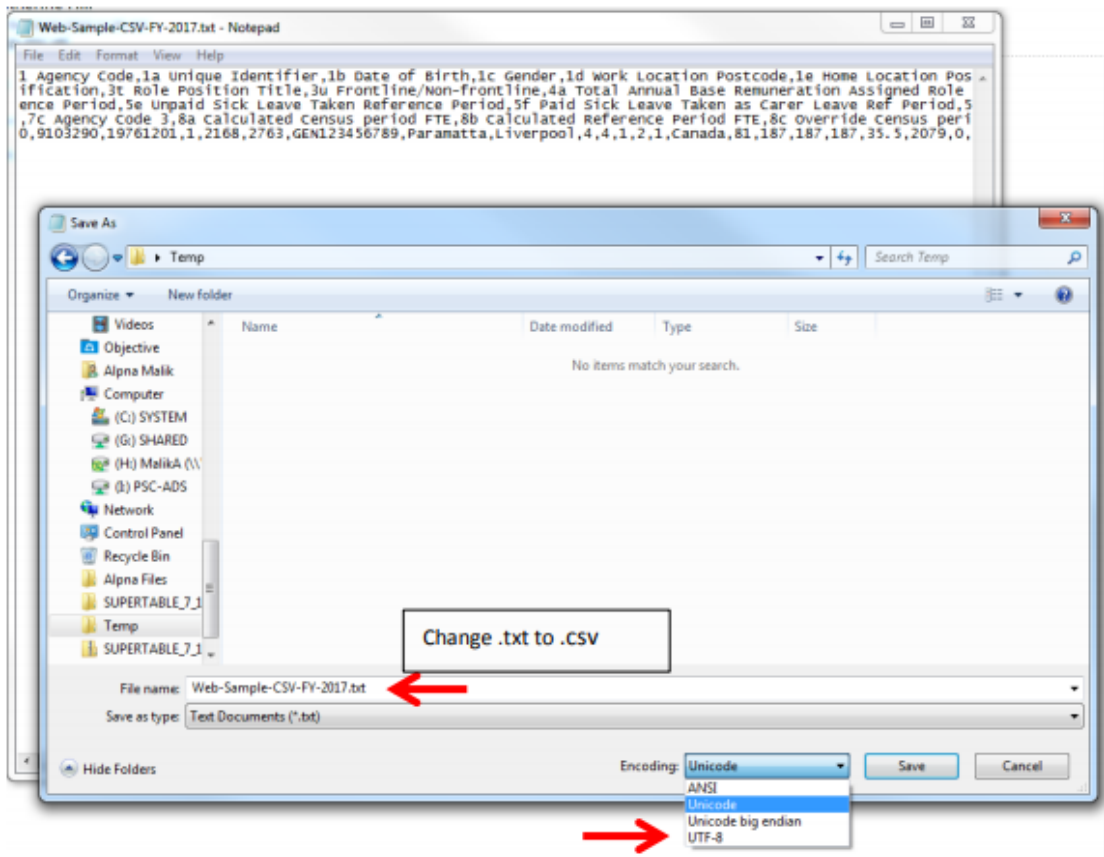 Web-Sample-CSV-FY-2017.txt - Notepad
File Edit Format View Help
1 Agency Code,1a Unique Identifier,1b Date of Birth,1c Gender,1d Work Location Postcode,1e Home Location Pos
ification,3t Role Position Title,3u Frontline/Non-frontline,4a Total Annual Base Remuneration Assigned Role
ence Period,5e Unpaid Sick Leave Taken Reference Period,5f Paid Sick Leave Taken as Carer Leave Ref Period,5
,7c Agency Code 3,8a Calculated Census period FTE,8b Calculated Reference Period FTE,8c Override Census peri
0,9103290,19761201,1,2168,2763,GEN123456789,Paramatta,Liverpool,4,4,1,2,1,Canada,81,187,187,187,35.5,2079,0,
Save As
Temp
Search Temp
Organize New folder
Name Date modified Type Size
No items match your search.
Videos
Objective
Alpna Malik
Computer
(C:) SYSTEM
(G:) SHARED
(H:) MalikA (\\
(I:) PSC-ADS
Network
Control Panel
Recycle Bin
Alpna Files
SUPERTABLE_7_1
Temp
SUPERTABLE_7_1
Change .txt to .csv
File name: Web-Sample-CSV-FY-2017.txt
Save as type: Text Documents (*.txt)
Hide Folders Encoding: Unicode Save Cancel
ANSI
Unicode
Unicode big endian
UTF-8